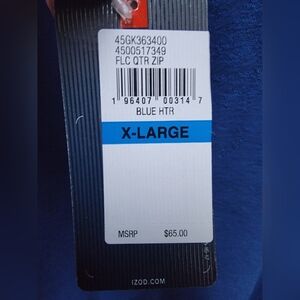 45GK363400
4500517349
FLC QTR ZIP
1 96407 00314 7
BLUE HTR
X-LARGE
MSRP $65.00
IZOD.COM